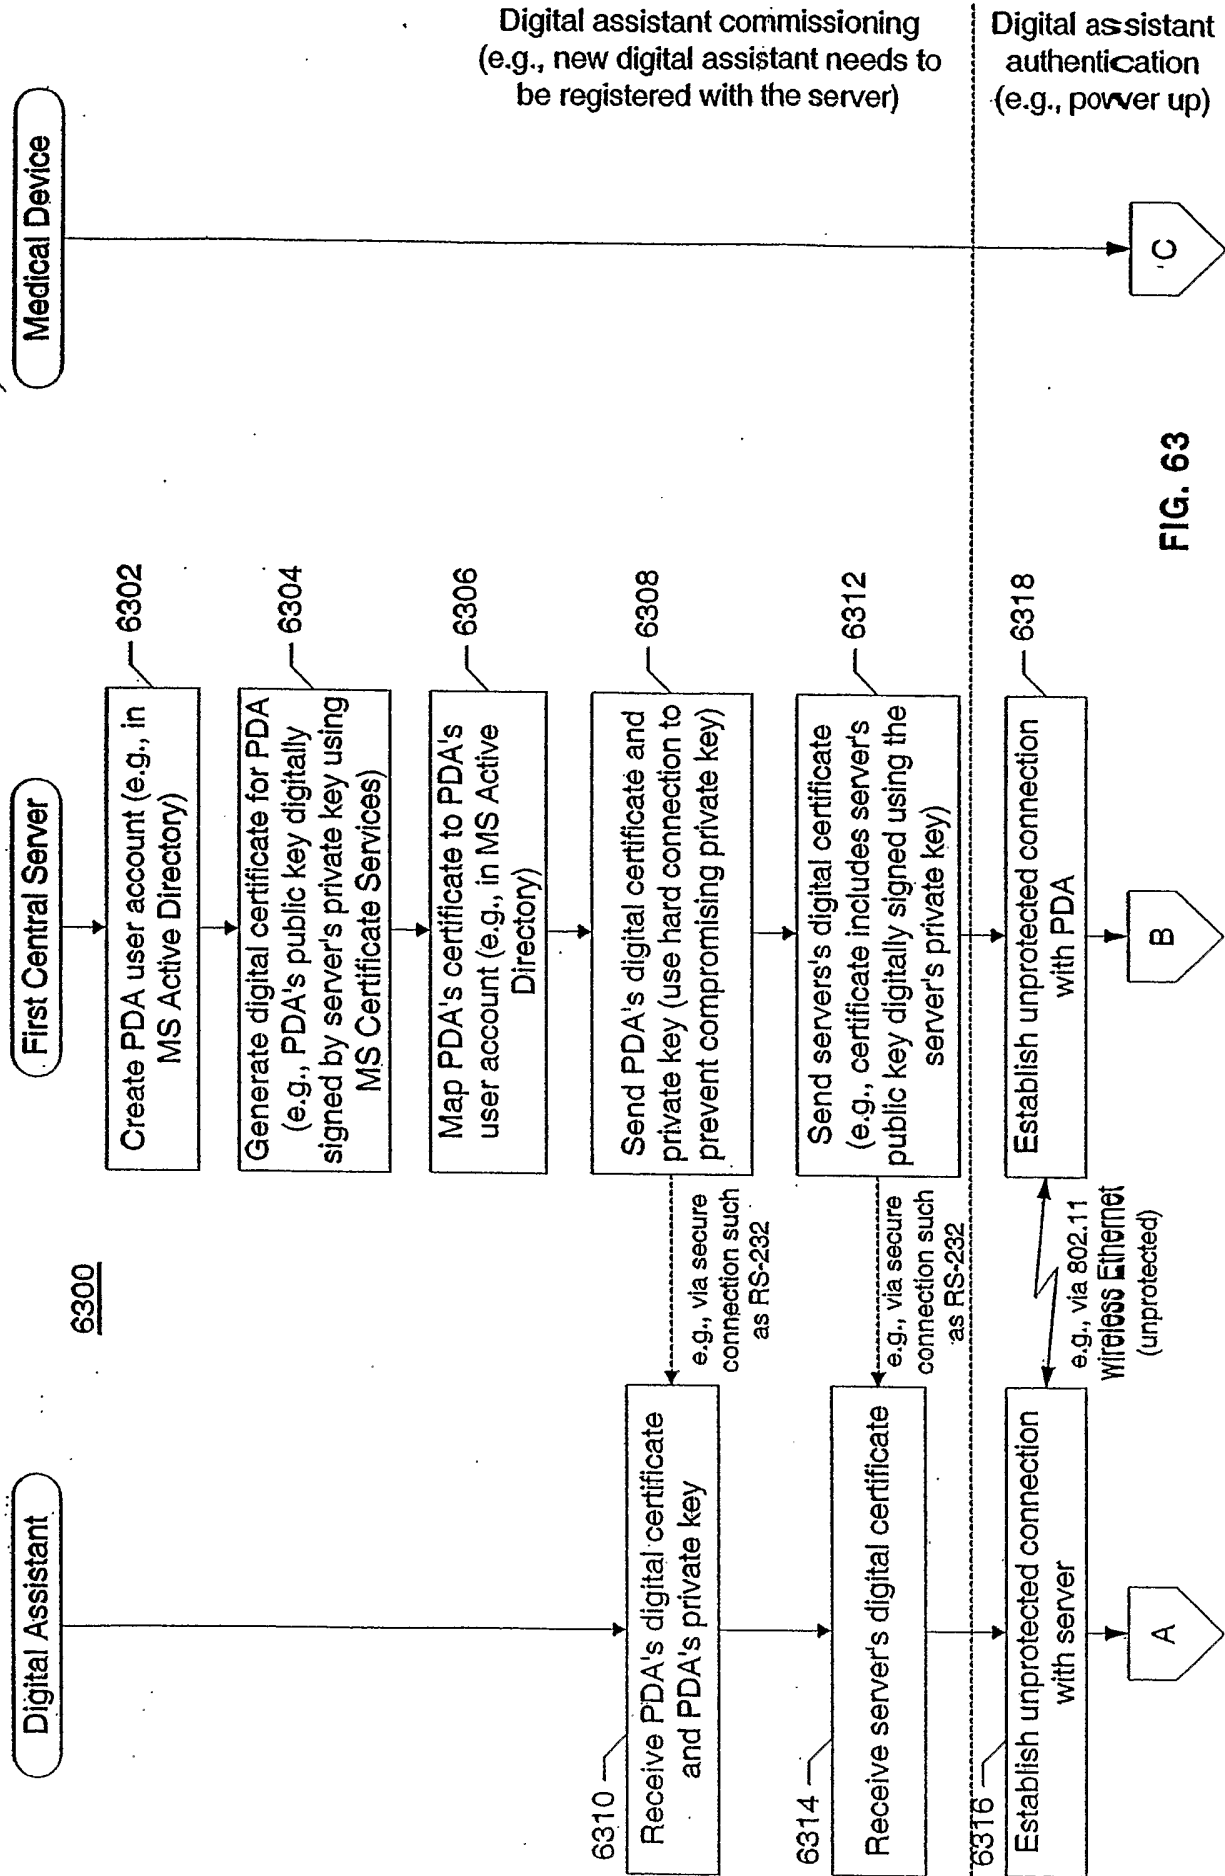 6300
Digital Assistant
First Central Server
Medical Device
Create PDA user account (e.g., in
MS Active Directory)
6302
Generate digital certificate for PDA
(e.g., PDA's public key digitally
signed by server's private key using
MS Certificate Services)
6304
Map PDA's certificate to PDA's
user account (e.g., in MS Active
Directory)
6306
Send PDA's digital certificate and
private key (use hard connection to
prevent compromising private key)
6308
e.g., via secure
connection such
as RS-232
6310
Receive PDA's digital certificate
and PDA's private key
Send servers's digital certificate
(e.g., certificate includes server's
public key digitally signed using the
server's private key)
6312
e.g., via secure
connection such
as RS-232
6314
Receive server's digital certificate
Digital assistant commissioning
(e.g., new digital assistant needs to
be registered with the server)
Digital assistant
authentication
(e.g., power up)
6316
Establish unprotected connection
with server
e.g., via 802.11
Wireless Ethernet
(unprotected)
Establish unprotected connection
with PDA
6318
A
B
C
FIG. 63